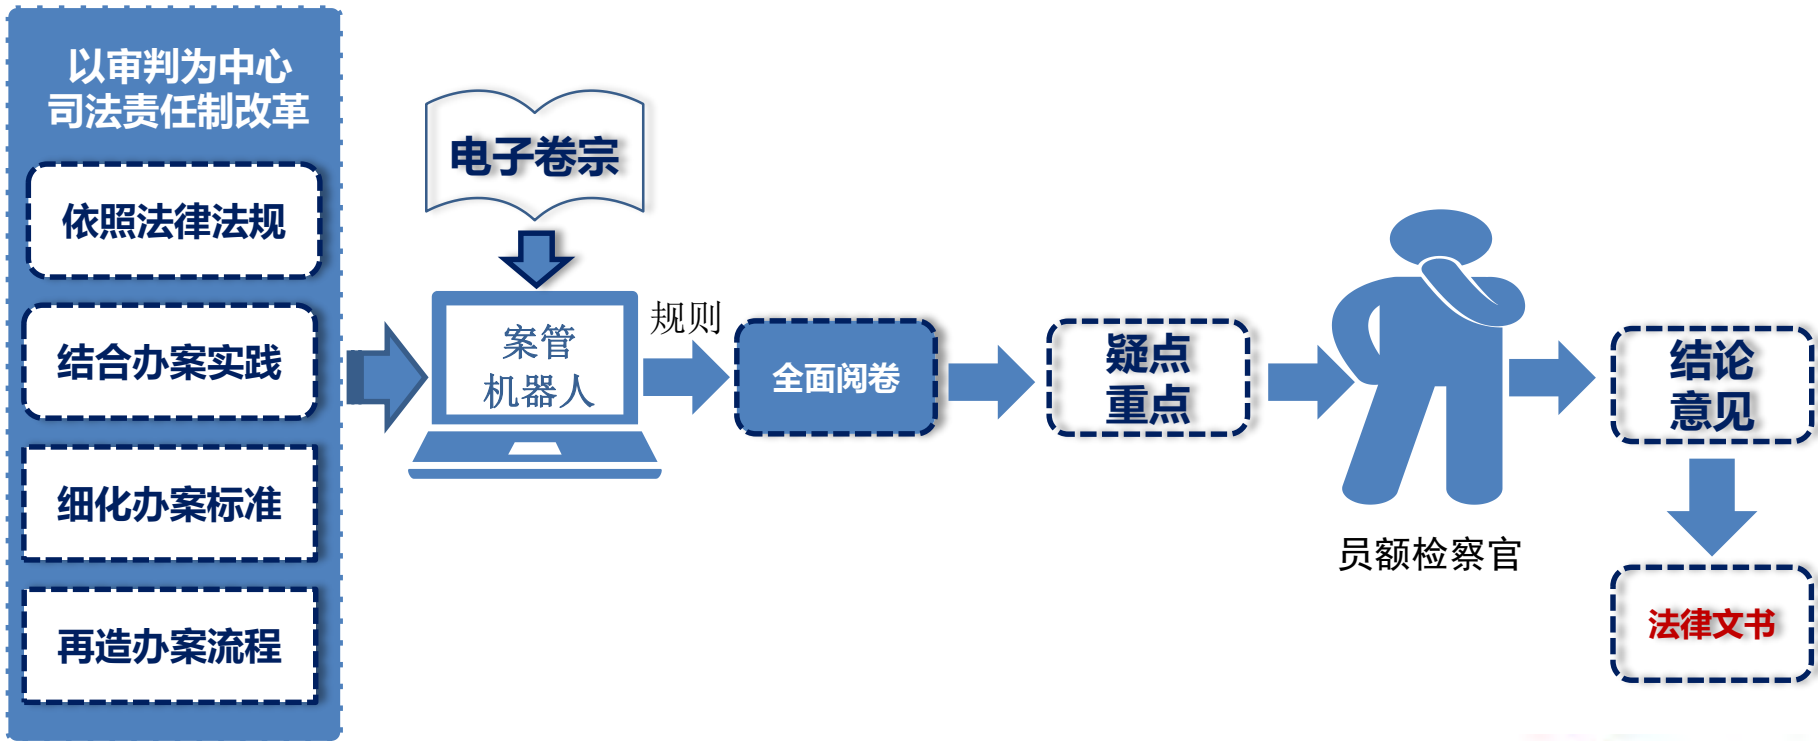 以审判为中心
司法责任制改革
依照法律法规
结合办案实践
细化办案标准
再造办案流程
电子卷宗
案管
机器人
规则
全面阅卷
疑点
重点
员额检察官
结论
意见
法律文书